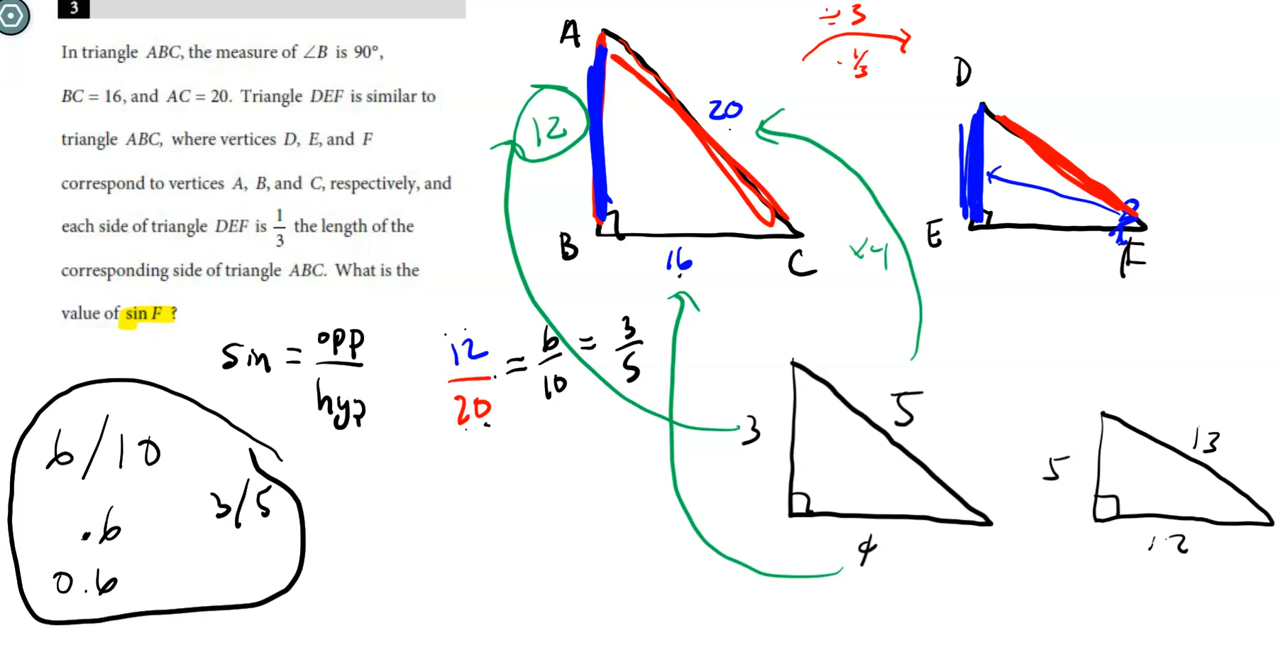 3
In triangle ABC, the measure of ∠B is 90°,
BC = 16, and AC = 20. Triangle DEF is similar to
triangle ABC, where vertices D, E, and F
correspond to vertices A, B, and C, respectively, and
each side of triangle DEF is 1/3 the length of the
corresponding side of triangle ABC. What is the
value of sin F ?
sin = opp/hyp
12/20 = 6/10 = 3/5
6/10
3/5
.6
0.6
A
12
20
B
16
C
÷3
·1/3
D
E
F
×4
3
5
4
5
13
12